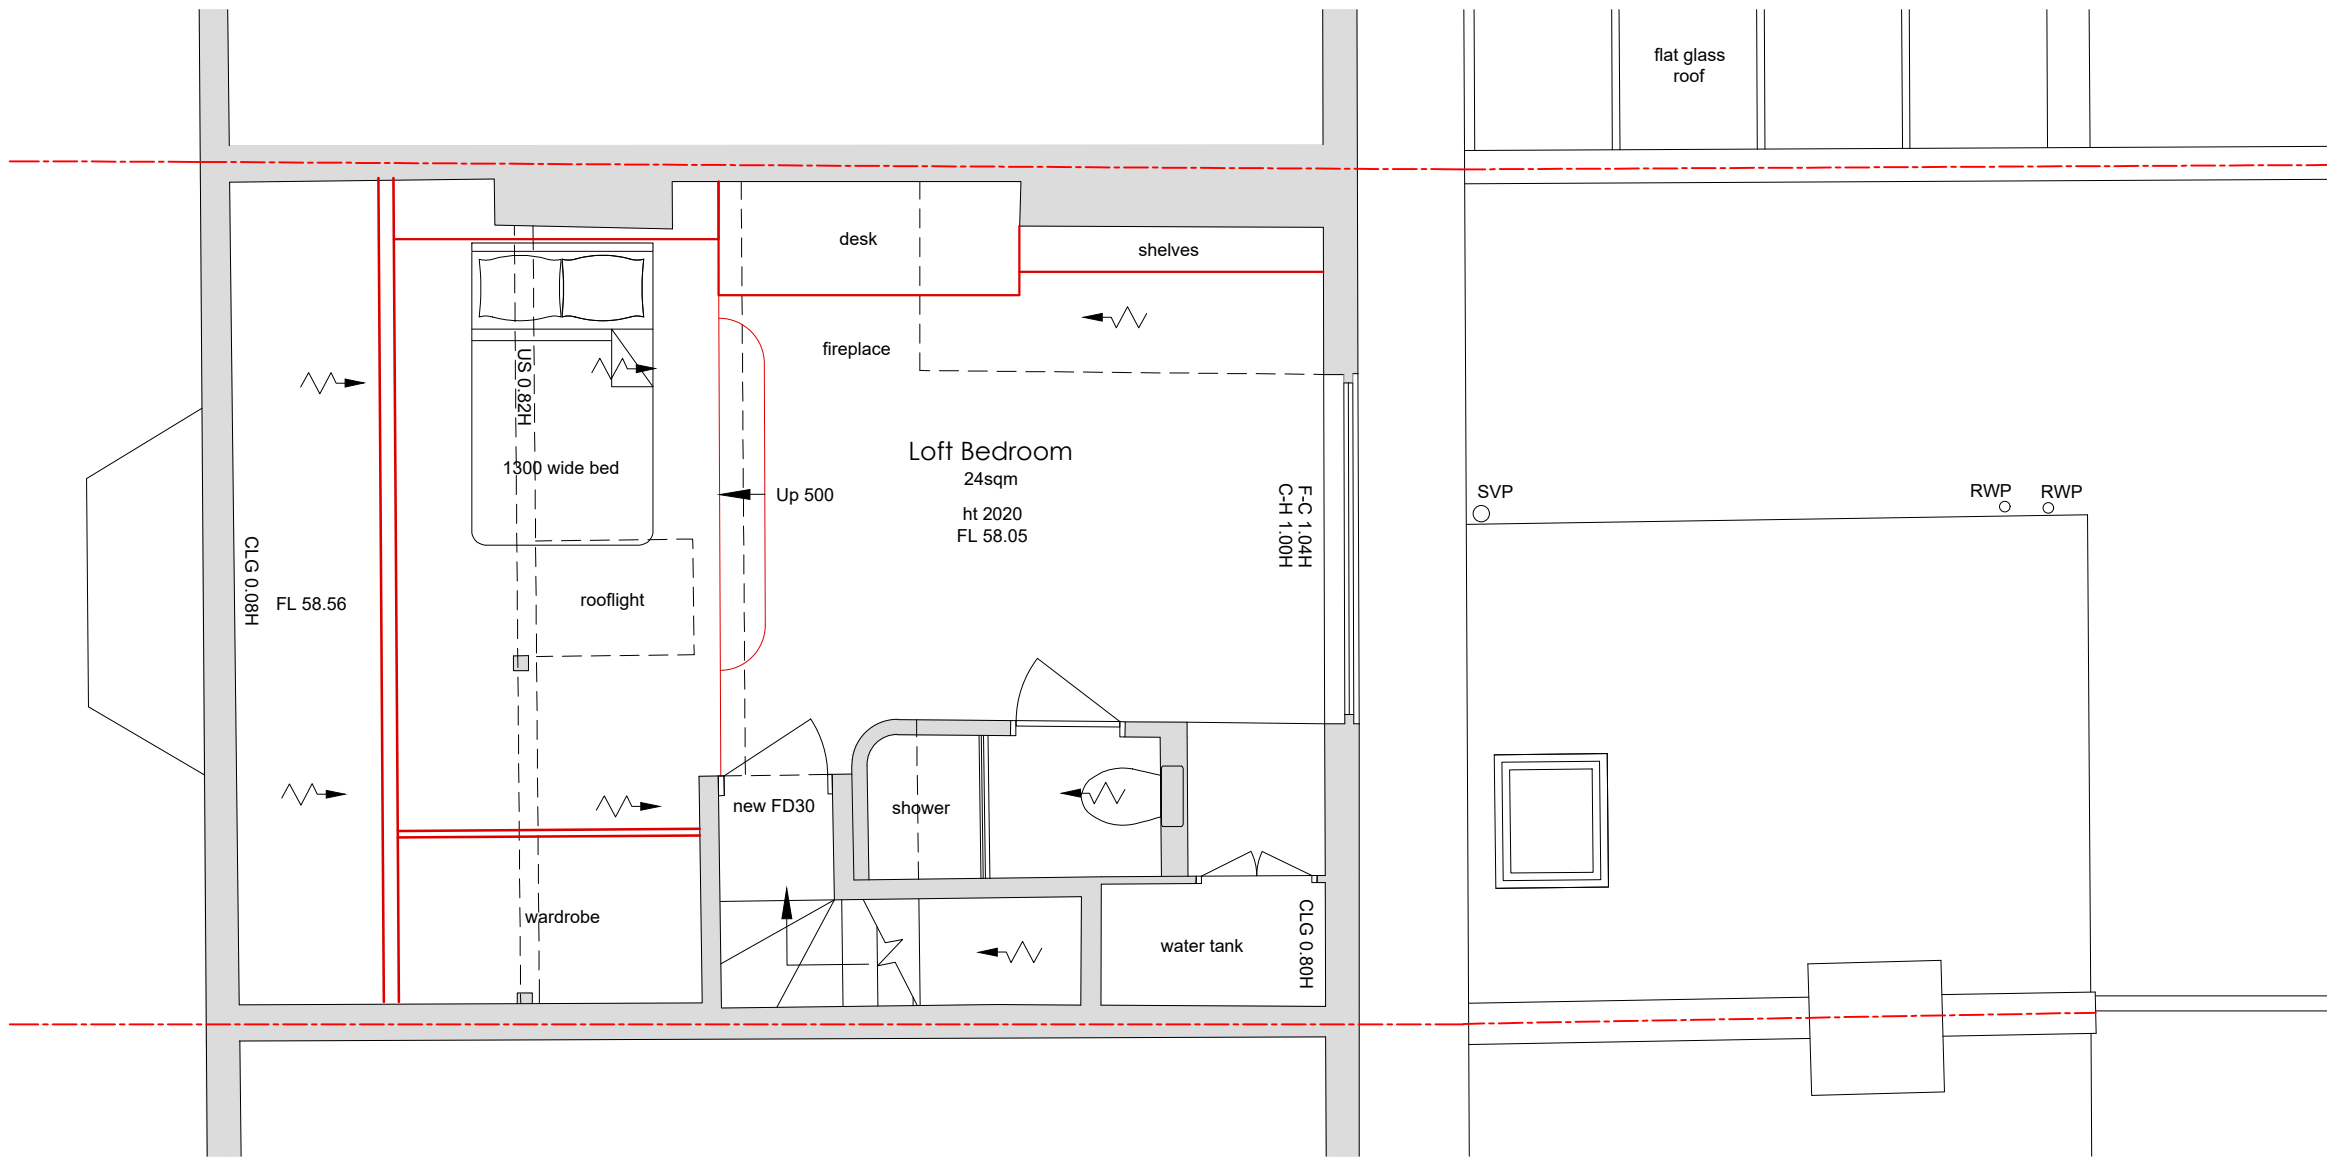 flat glass
roof
desk
shelves
fireplace
US 0.82H
1300 wide bed
Loft Bedroom
24sqm
ht 2020
FL 58.05
Up 500
F-C 1.04H
C-H 1.00H
SVP
RWP
RWP
CLG 0.08H
FL 58.56
rooflight
new FD30
shower
wardrobe
water tank
CLG 0.80H